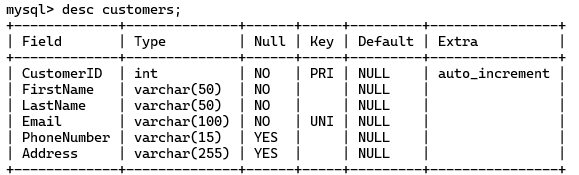 mysql> desc customers;
+-------------+--------------+------+-----+---------+----------------+
| Field       | Type         | Null | Key | Default | Extra          |
+-------------+--------------+------+-----+---------+----------------+
| CustomerID  | int          | NO   | PRI | NULL    | auto_increment |
| FirstName   | varchar(50)  | NO   |     | NULL    |                |
| LastName    | varchar(50)  | NO   |     | NULL    |                |
| Email       | varchar(100) | NO   | UNI | NULL    |                |
| PhoneNumber | varchar(15)  | YES  |     | NULL    |                |
| Address     | varchar(255) | YES  |     | NULL    |                |
+-------------+--------------+------+-----+---------+----------------+